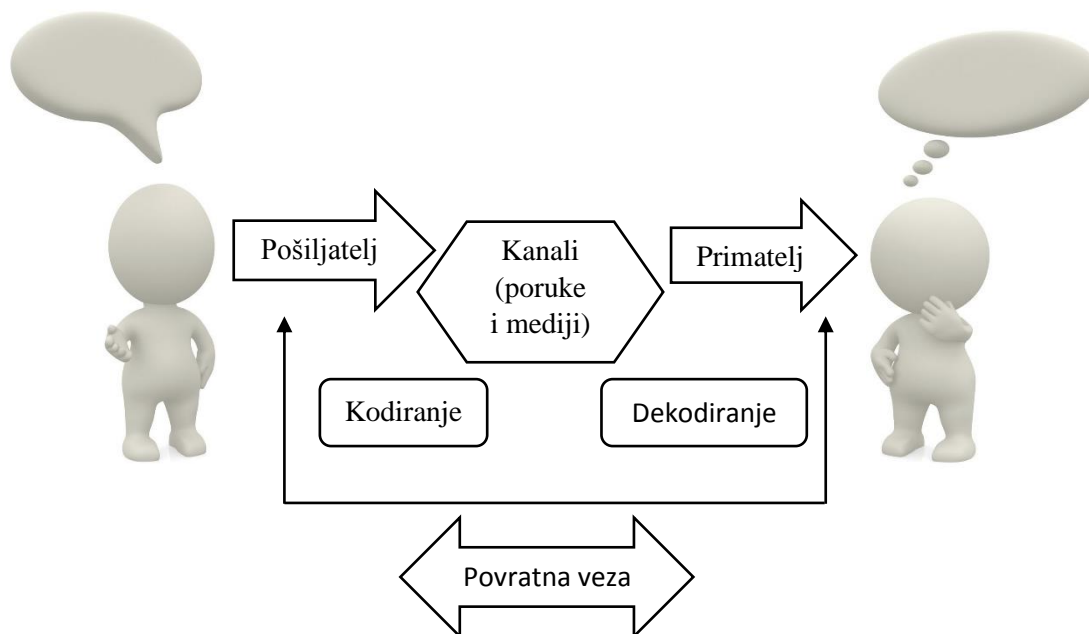 Pošiljatelj
Kanali
(poruke
i mediji)
Primatelj
Kodiranje
Dekodiranje
Povratna veza